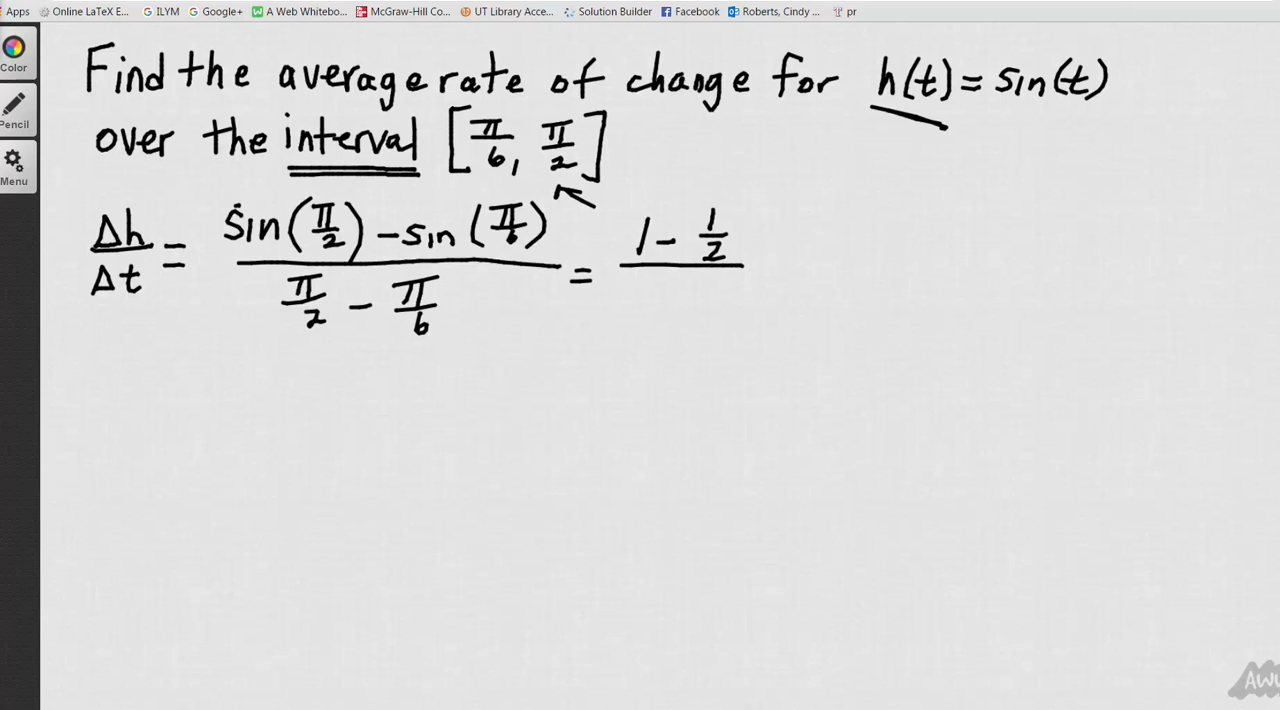 Apps Online LaTeX E... ILYM Google+ A Web Whitebo... McGraw-Hill Co... UT Library Acce... Solution Builder Facebook Roberts, Cindy ... pr
Color
Pencil
Menu
Find the average rate of change for h(t) = sin(t)
over the interval [π/6, π/2]
Δh/Δt = (sin(π/2) - sin(π/6))/(π/2 - π/6) = 1 - 1/2
AWW